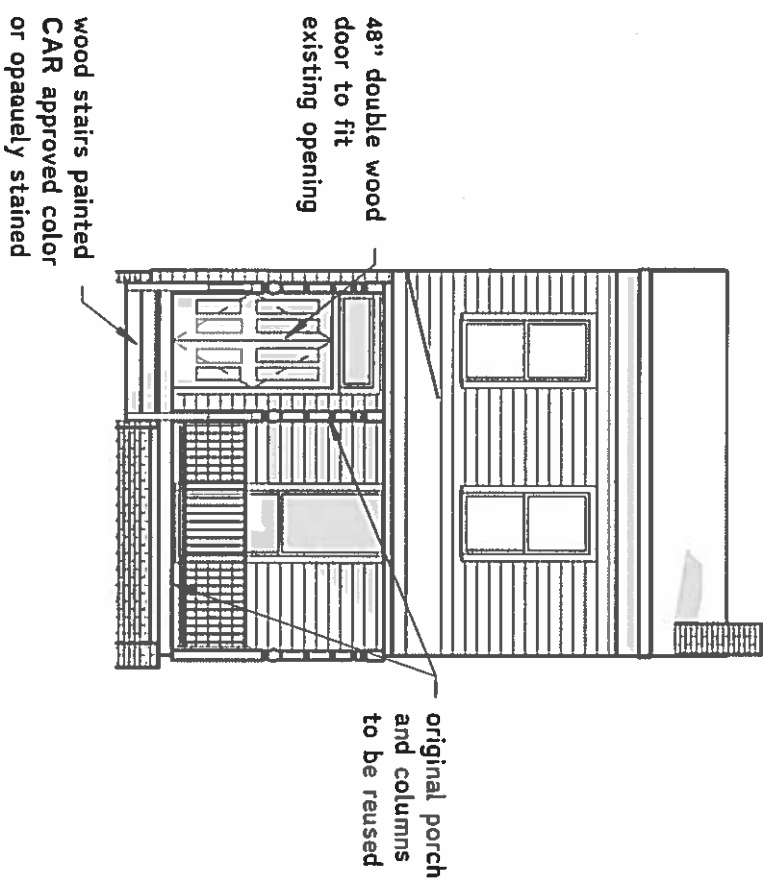 48" double wood
door to fit
existing opening
wood stairs painted
CAR approved color
or opaquely stained
original porch
and columns
to be reused